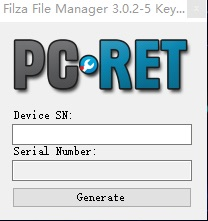 Filza File Manager 3.0.2-5 Key...
PC RET
Device SN:
Serial Number:
Generate